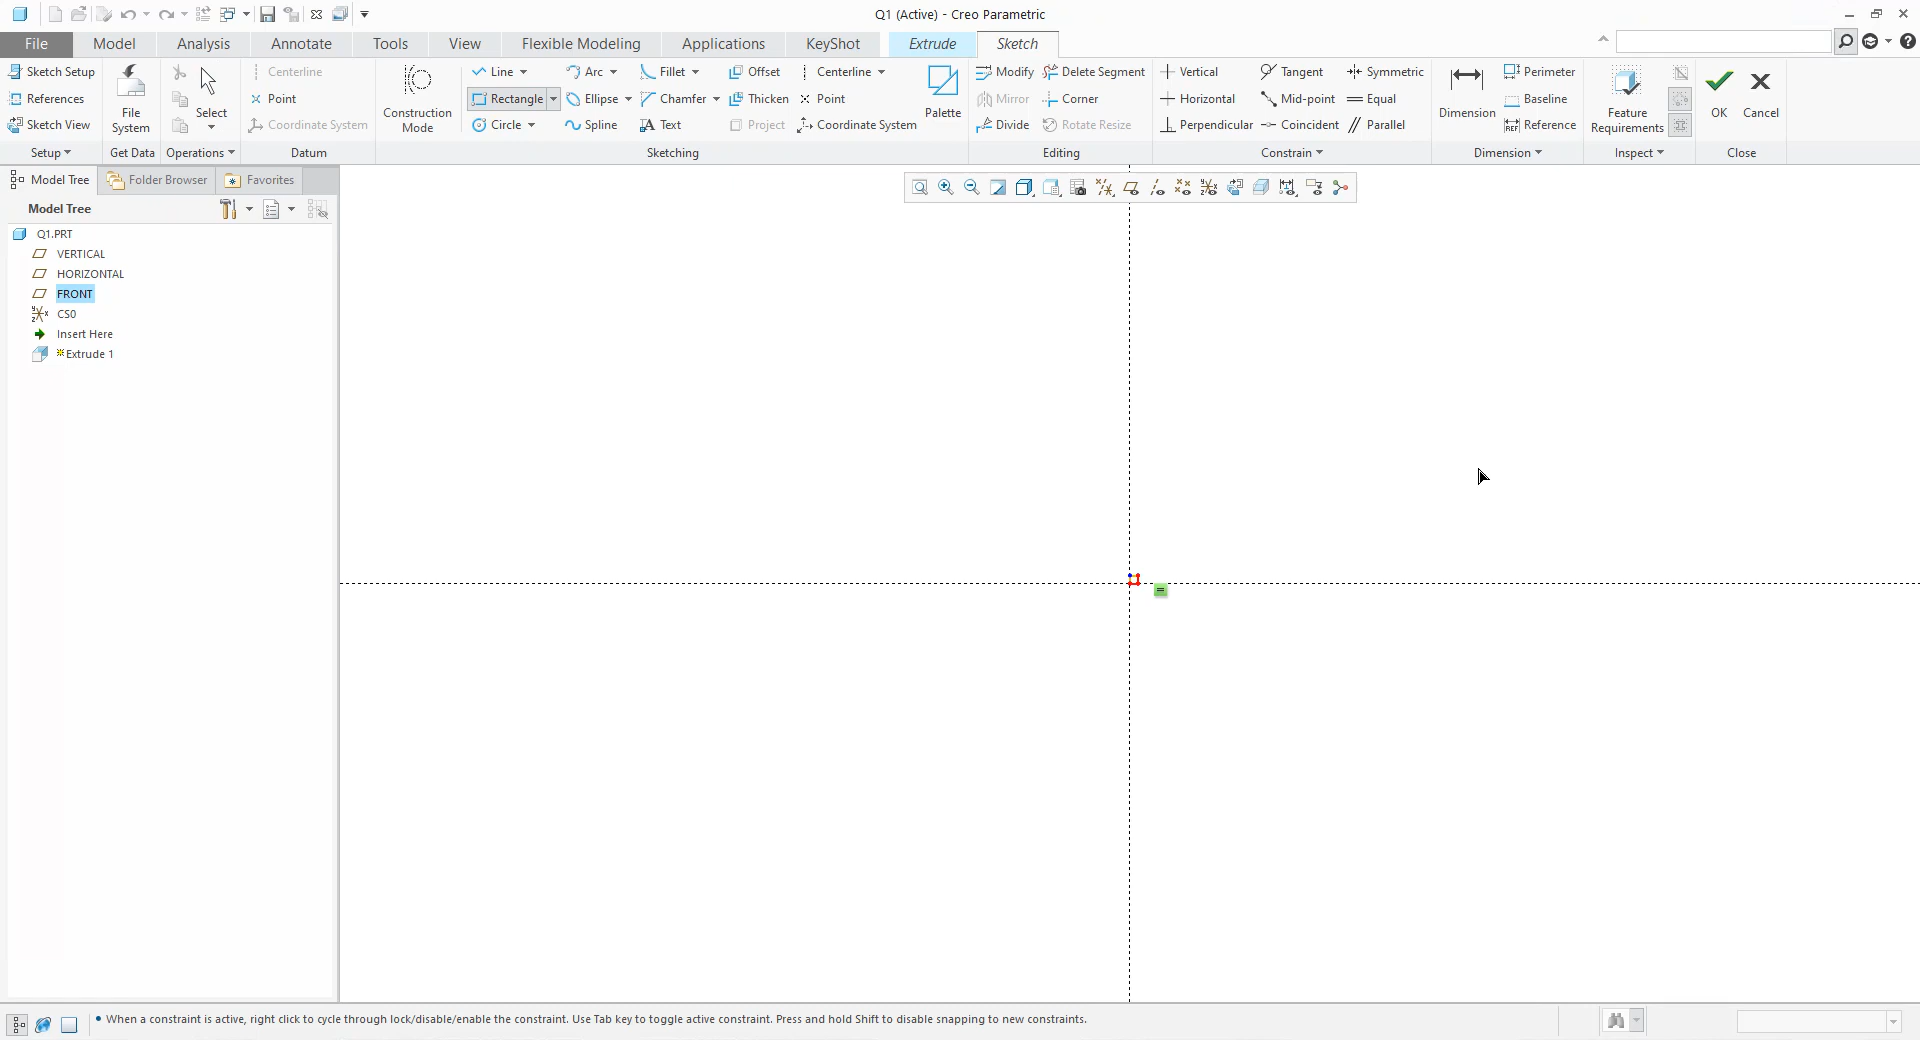 Q1 (Active) - Creo Parametric
File Model Analysis Annotate Tools View Flexible Modeling Applications KeyShot Extrude Sketch
Sketch Setup
References
Sketch View
Setup
File System
Get Data
Select
Operations
Centerline
Point
Coordinate System
Datum
Construction Mode
Line Arc Fillet Offset Centerline
Rectangle Ellipse Chamfer Thicken Point
Circle Spline Text Project Coordinate System
Palette
Sketching
Modify Delete Segment
Mirror Corner
Divide Rotate Resize
Editing
Vertical Tangent Symmetric
Horizontal Mid-point Equal
Perpendicular Coincident Parallel
Constrain
Dimension
Perimeter
Baseline
Reference
Dimension
Feature Requirements
Inspect
OK
Cancel
Close
Model Tree Folder Browser Favorites
Model Tree
Q1.PRT
VERTICAL
HORIZONTAL
FRONT
CS0
Insert Here
Extrude 1
When a constraint is active, right click to cycle through lock/disable/enable the constraint. Use Tab key to toggle active constraint. Press and hold Shift to disable snapping to new constraints.